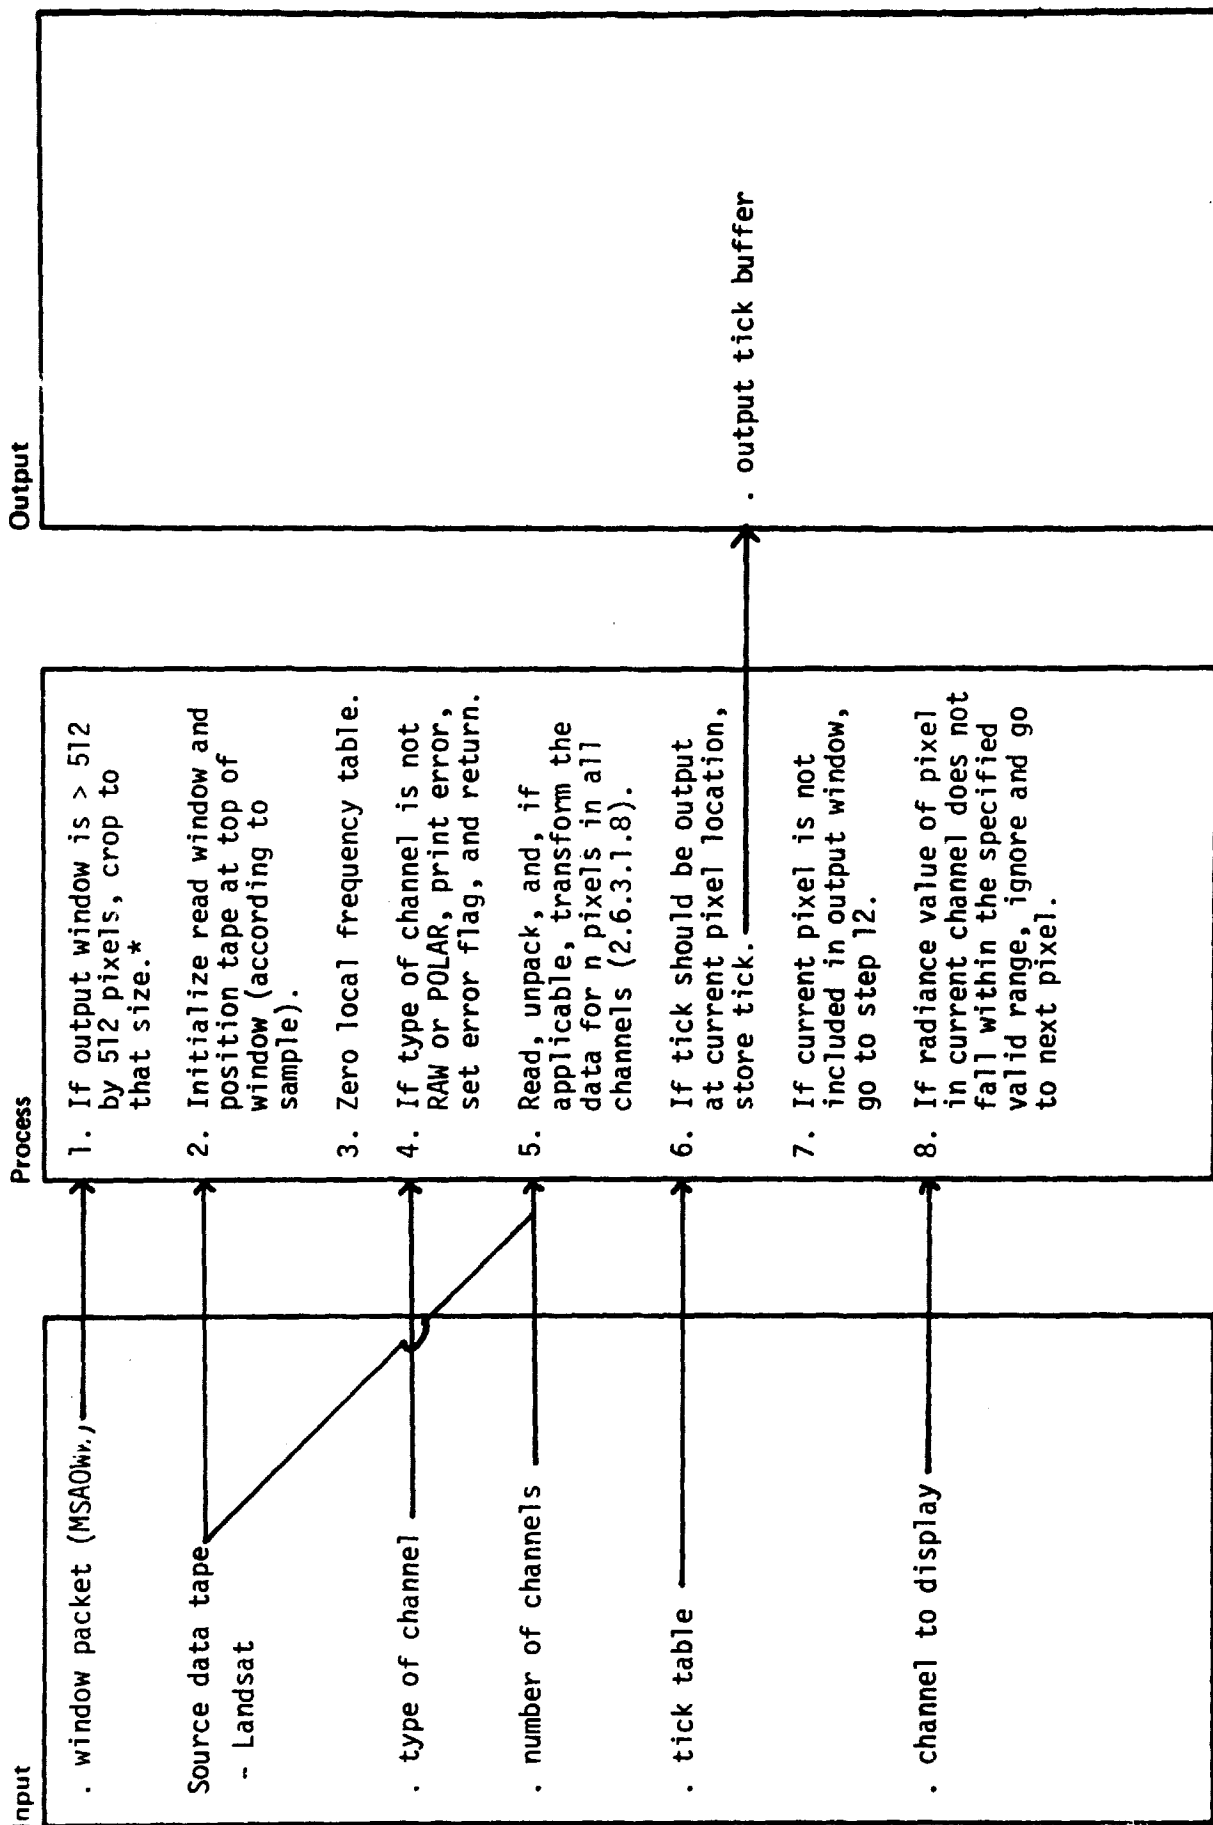 Input
. window packet (MSAOWw.)
Source data tape
- Landsat
. type of channel
. number of channels
. tick table
. channel to display
Process
1. If output window is > 512
by 512 pixels, crop to
that size.*
2. Initialize read window and
position tape at top of
window (according to
sample).
3. Zero local frequency table.
4. If type of channel is not
RAW or POLAR, print error,
set error flag, and return.
5. Read, unpack, and, if
applicable, transform the
data for n pixels in all
channels (2.6.3.1.8).
6. If tick should be output
at current pixel location,
store tick.
7. If current pixel is not
included in output window,
go to step 12.
8. If radiance value of pixel
in current channel does not
fall within the specified
valid range, ignore and go
to next pixel.
Output
. output tick buffer